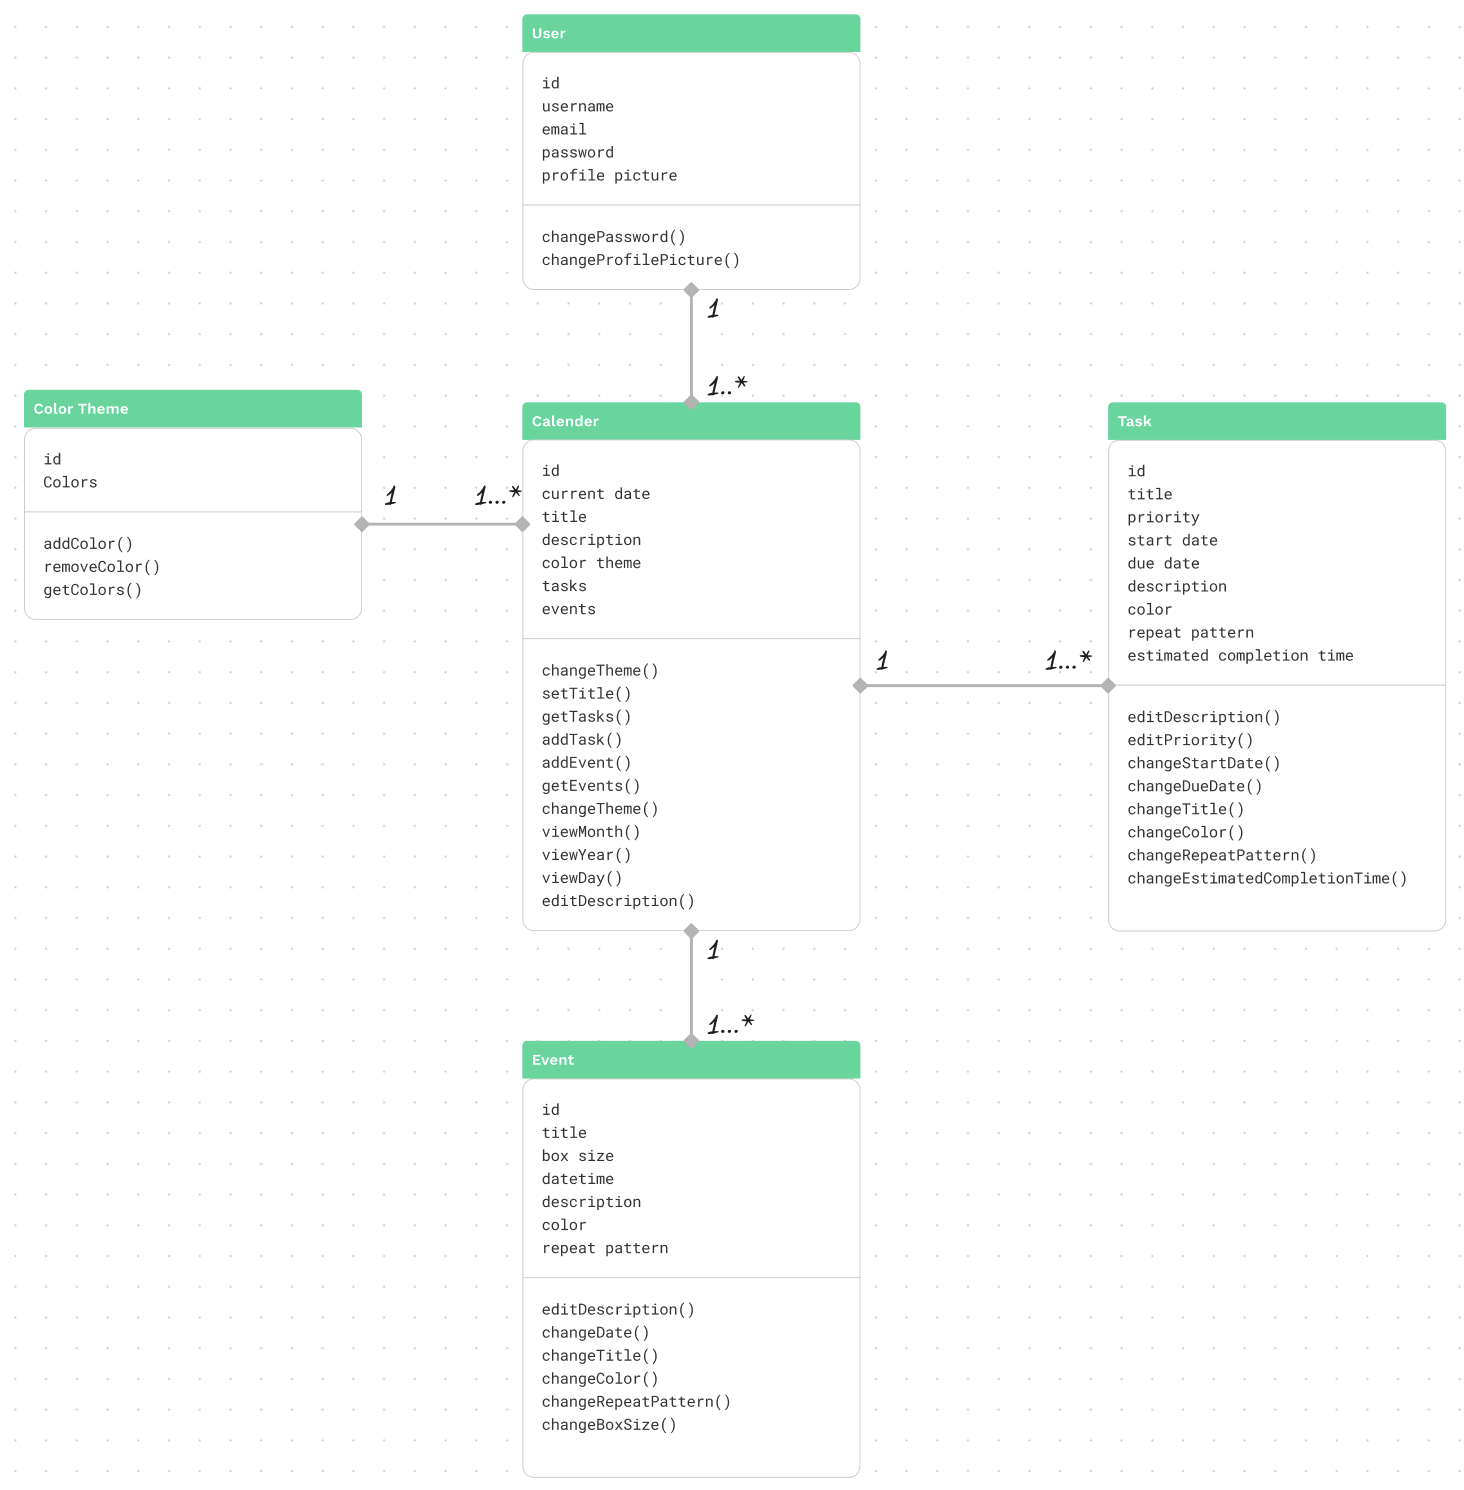 User
id
username
email
password
profile picture
changePassword()
changeProfilePicture()
1
1..*
Color Theme
id
Colors
addColor()
removeColor()
getColors()
1
1...*
Calender
id
current date
title
description
color theme
tasks
events
changeTheme()
setTitle()
getTasks()
addTask()
addEvent()
getEvents()
changeTheme()
viewMonth()
viewYear()
viewDay()
editDescription()
1
1...*
Task
id
title
priority
start date
due date
description
color
repeat pattern
estimated completion time
editDescription()
editPriority()
changeStartDate()
changeDueDate()
changeTitle()
changeColor()
changeRepeatPattern()
changeEstimatedCompletionTime()
1
1...*
Event
id
title
box size
datetime
description
color
repeat pattern
editDescription()
changeDate()
changeTitle()
changeColor()
changeRepeatPattern()
changeBoxSize()